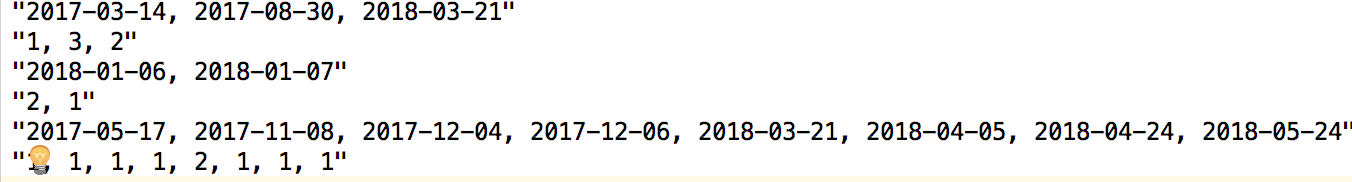 "2017-03-14, 2017-08-30, 2018-03-21"
"1, 3, 2"
"2018-01-06, 2018-01-07"
"2, 1"
"2017-05-17, 2017-11-08, 2017-12-04, 2017-12-06, 2018-03-21, 2018-04-05, 2018-04-24, 2018-05-24"
" 1, 1, 1, 2, 1, 1, 1"